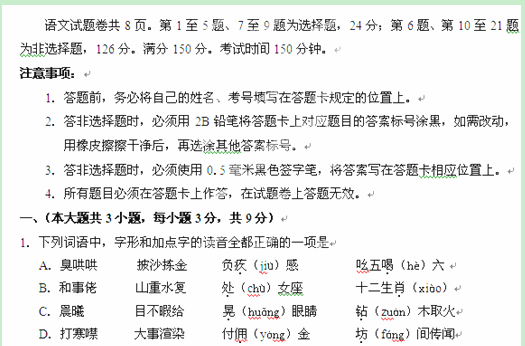 语文试题卷共 8 页。第 1 至 5 题、7 至 9 题为选择题，24 分；第 6 题、第 10 至 21 题
为非选择题，126 分。满分 150 分。考试时间 150 分钟。
注意事项：
1．答题前，务必将自己的姓名、考号填写在答题卡规定的位置上。
2．答非选择题时，必须用 2B 铅笔将答题卡上对应题目的答案标号涂黑，如需改动，
用橡皮擦擦干净后，再选涂其他答案标号。
3．答非选择题时，必须使用 0.5 毫米黑色签字笔，将答案写在答题卡相应位置上。
4．所有题目必须在答题卡上作答，在试题卷上答题无效。
一、（本大题共 3 小题，每小题 3 分，共 9 分）
1．下列词语中，字形和加点字的读音全都正确的一项是
A．臭哄哄 披沙拣金 负疚（jiù）感 吆五喝（hè）六
B．和事佬 山重水复 处（chù）女座 十二生肖（xiào）
C．晨曦 目不暇给 晃（huǎng）眼睛 钻（zuàn）木取火
D．打寒噤 大事渲染 付佣（yòng）金 坊（fáng）间传闻